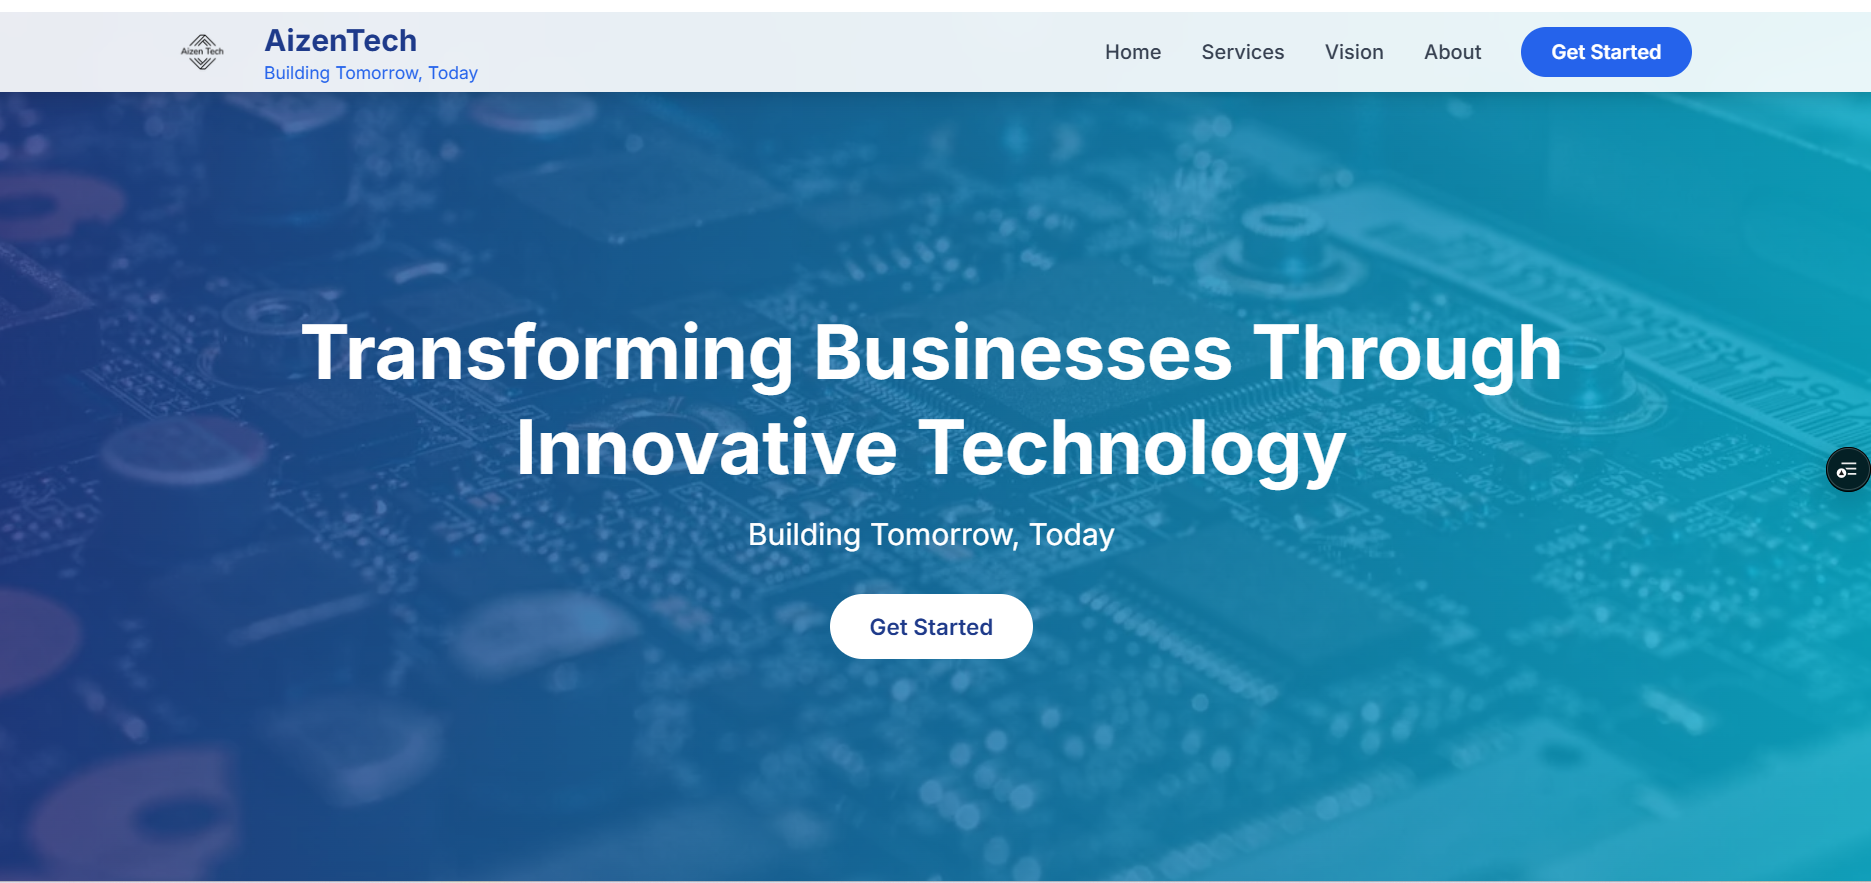 Aizen Tech
AizenTech
Building Tomorrow, Today
Home
Services
Vision
About
Get Started
Transforming Businesses Through
Innovative Technology
Building Tomorrow, Today
Get Started